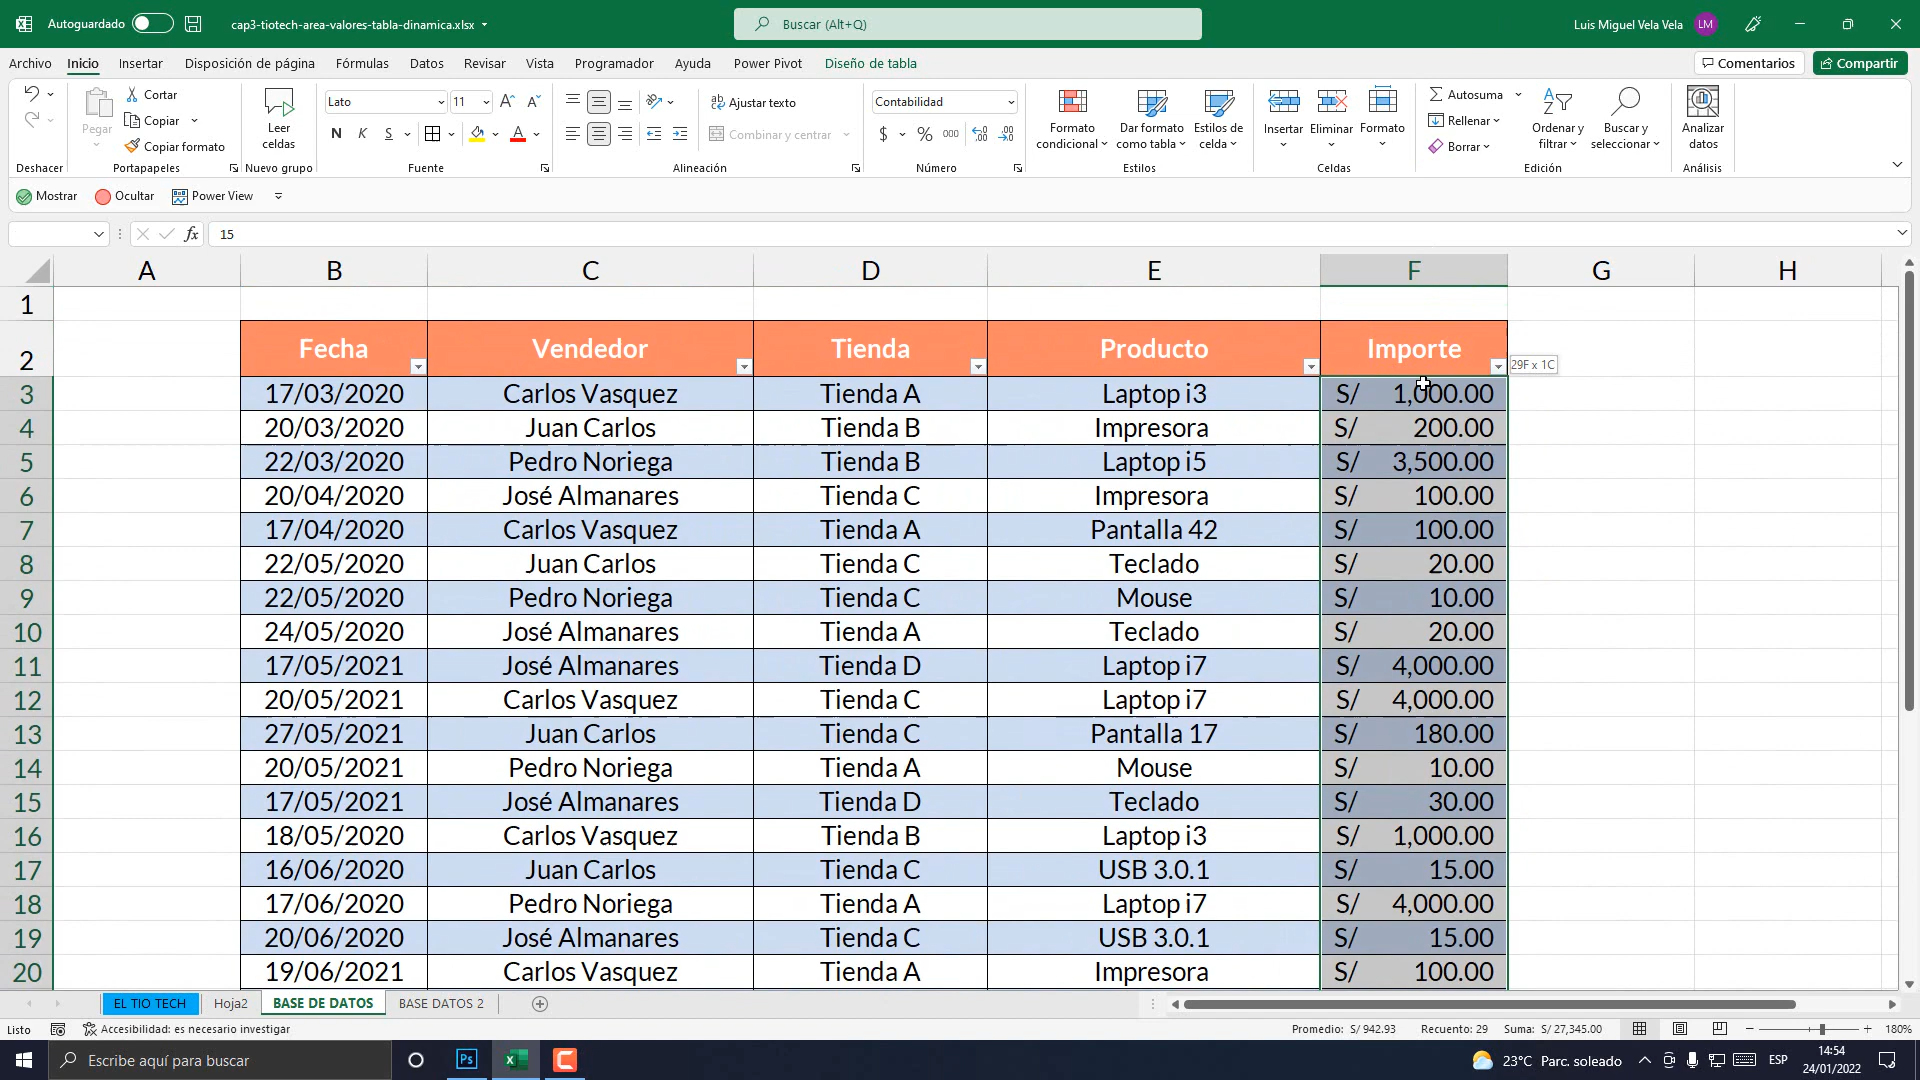 Autoguardado cap3-tiotech-area-valores-tabla-dinamica.xlsx Buscar (Alt+Q) Luis Miguel Vela Vela LM
Archivo Inicio Insertar Disposición de página Fórmulas Datos Revisar Vista Programador Ayuda Power Pivot Diseño de tabla Comentarios Compartir
Pegar Cortar Copiar Copiar formato Leer celdas Lato 11 Ajustar texto Combinar y centrar Contabilidad Formato condicional Dar formato como tabla Estilos de celda Insertar Eliminar Formato Autosuma Rellenar Borrar Ordenar y filtrar Buscar y seleccionar Analizar datos
N K S A $ % 000
Deshacer Portapapeles Nuevo grupo Fuente Alineación Número Estilos Celdas Edición Análisis
Mostrar Ocultar Power View
fx 15
A B C D E F G H
1
2 Fecha Vendedor Tienda Producto Importe 29F x 1C
3 17/03/2020 Carlos Vasquez Tienda A Laptop i3 S/ 1,000.00
4 20/03/2020 Juan Carlos Tienda B Impresora S/ 200.00
5 22/03/2020 Pedro Noriega Tienda B Laptop i5 S/ 3,500.00
6 20/04/2020 José Almanares Tienda C Impresora S/ 100.00
7 17/04/2020 Carlos Vasquez Tienda A Pantalla 42 S/ 100.00
8 22/05/2020 Juan Carlos Tienda C Teclado S/ 20.00
9 22/05/2020 Pedro Noriega Tienda C Mouse S/ 10.00
10 24/05/2020 José Almanares Tienda A Teclado S/ 20.00
11 17/05/2021 José Almanares Tienda D Laptop i7 S/ 4,000.00
12 20/05/2021 Carlos Vasquez Tienda C Laptop i7 S/ 4,000.00
13 27/05/2021 Juan Carlos Tienda C Pantalla 17 S/ 180.00
14 20/05/2021 Pedro Noriega Tienda A Mouse S/ 10.00
15 17/05/2021 José Almanares Tienda D Teclado S/ 30.00
16 18/05/2020 Carlos Vasquez Tienda B Laptop i3 S/ 1,000.00
17 16/06/2020 Juan Carlos Tienda C USB 3.0.1 S/ 15.00
18 17/06/2020 Pedro Noriega Tienda A Laptop i7 S/ 4,000.00
19 20/06/2020 José Almanares Tienda C USB 3.0.1 S/ 15.00
20 19/06/2021 Carlos Vasquez Tienda A Impresora S/ 100.00
EL TIO TECH Hoja2 BASE DE DATOS BASE DATOS 2
Listo Accesibilidad: es necesario investigar Promedio: S/ 942.93 Recuento: 29 Suma: S/ 27,345.00 180%
Escribe aquí para buscar Ps 23°C Parc. soleado ESP 14:54
24/01/2022